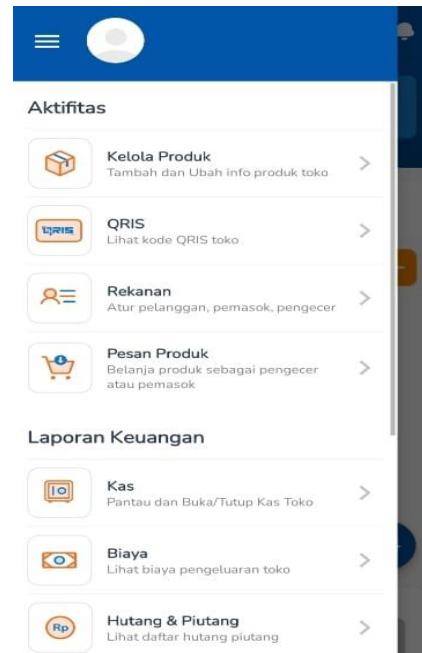 Aktifitas
Kelola Produk
Tambah dan Ubah info produk toko
QRIS
QRIS
Lihat kode QRIS toko
Rekanan
Atur pelanggan, pemasok, pengecer
Pesan Produk
Belanja produk sebagai pengecer
atau pemasok
Laporan Keuangan
Kas
Pantau dan Buka/Tutup Kas Toko
Biaya
Lihat biaya pengeluaran toko
Rp
Hutang & Piutang
Lihat daftar hutang piutang